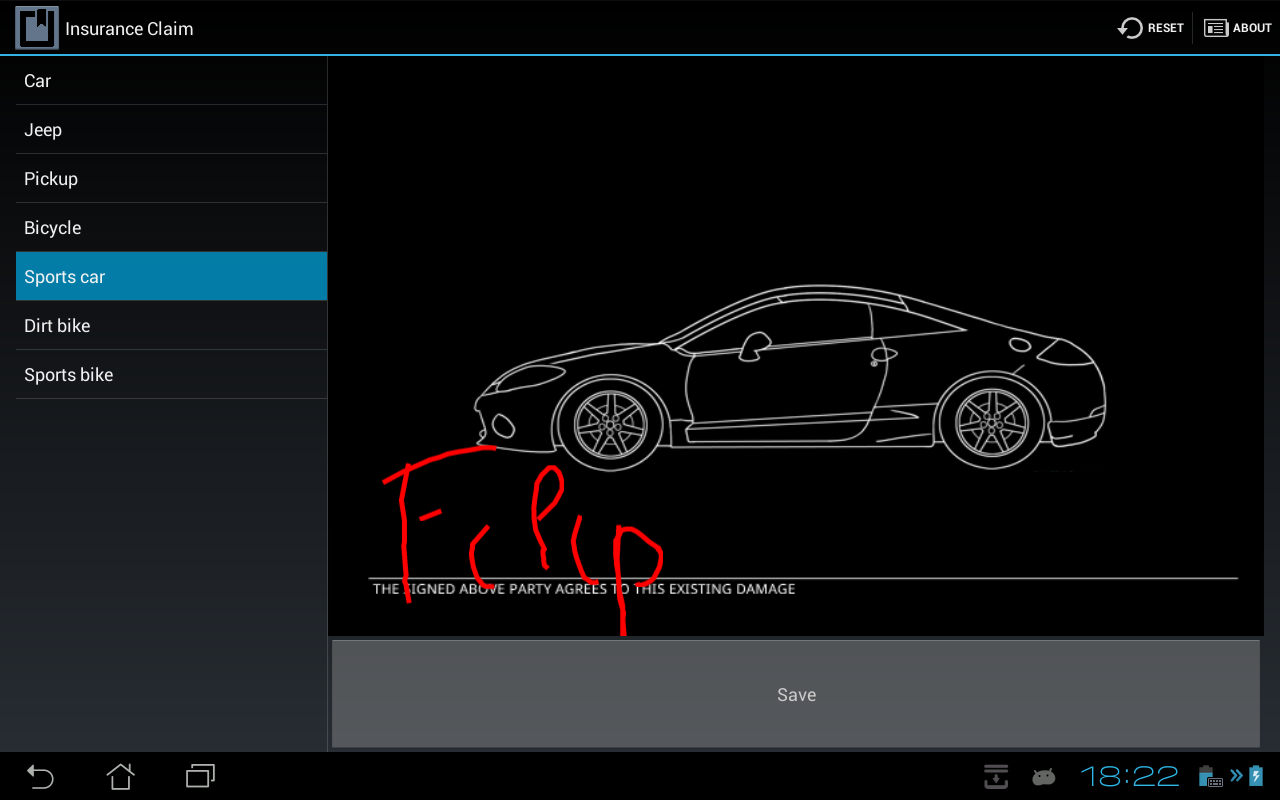 Insurance Claim
RESET
ABOUT
Car
Jeep
Pickup
Bicycle
Sports car
Dirt bike
Sports bike
THE SIGNED ABOVE PARTY AGREES TO THIS EXISTING DAMAGE
Save
18:22